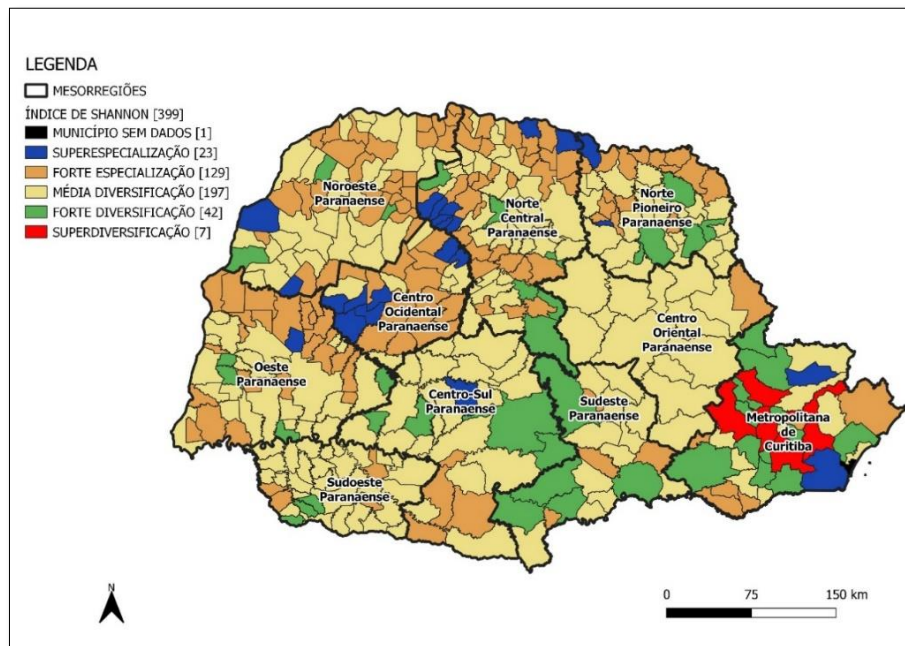 LEGENDA
MESORREGIÕES
ÍNDICE DE SHANNON [399]
MUNICÍPIO SEM DADOS [1]
SUPERESPECIALIZAÇÃO [23]
FORTE ESPECIALIZAÇÃO [129]
MÉDIA DIVERSIFICAÇÃO [197]
FORTE DIVERSIFICAÇÃO [42]
SUPERDIVERSIFICAÇÃO [7]
Noroeste
Paranaense
Norte
Central
Paranaense
Norte
Pioneiro
Paranaense
Centro
Ocidental
Paranaense
Centro
Oriental
Paranaense
Oeste
Paranaense
Centro-Sul
Paranaense
Sudeste
Paranaense
Metropolitana
de
Curitiba
Sudoeste
Paranaense
N
0 75 150 km